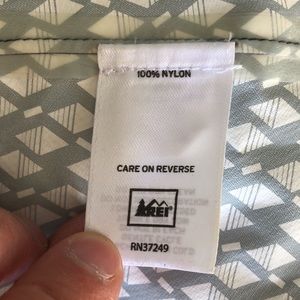 100% NYLON
CARE ON REVERSE
REI®
RN37249